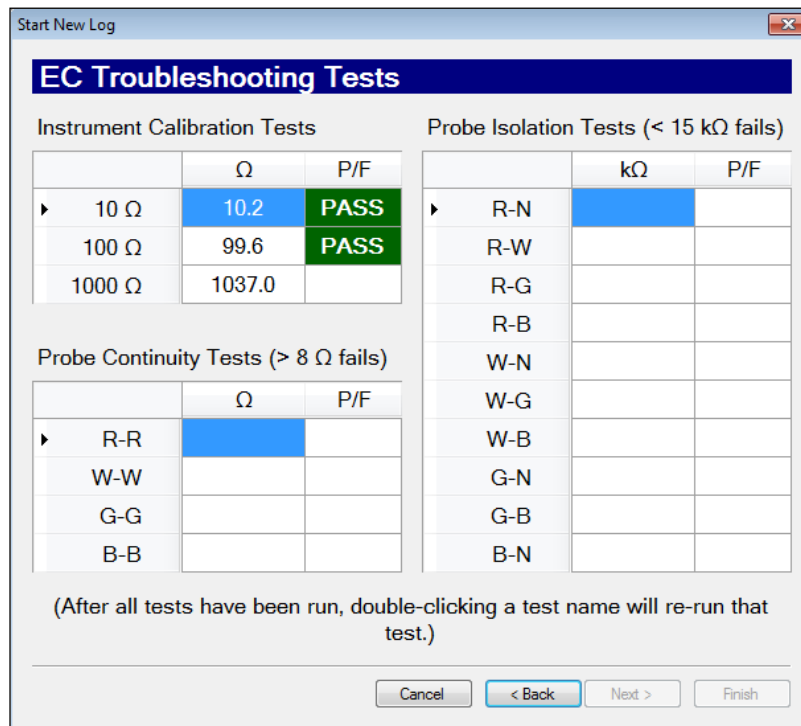 Start New Log
EC Troubleshooting Tests
Instrument Calibration Tests
Ω P/F
10 Ω 10.2 PASS
100 Ω 99.6 PASS
1000 Ω 1037.0
Probe Continuity Tests (> 8 Ω fails)
Ω P/F
R-R
W-W
G-G
B-B
Probe Isolation Tests (< 15 kΩ fails)
kΩ P/F
R-N
R-W
R-G
R-B
W-N
W-G
W-B
G-N
G-B
B-N
(After all tests have been run, double-clicking a test name will re-run that
test.)
Cancel < Back Next > Finish